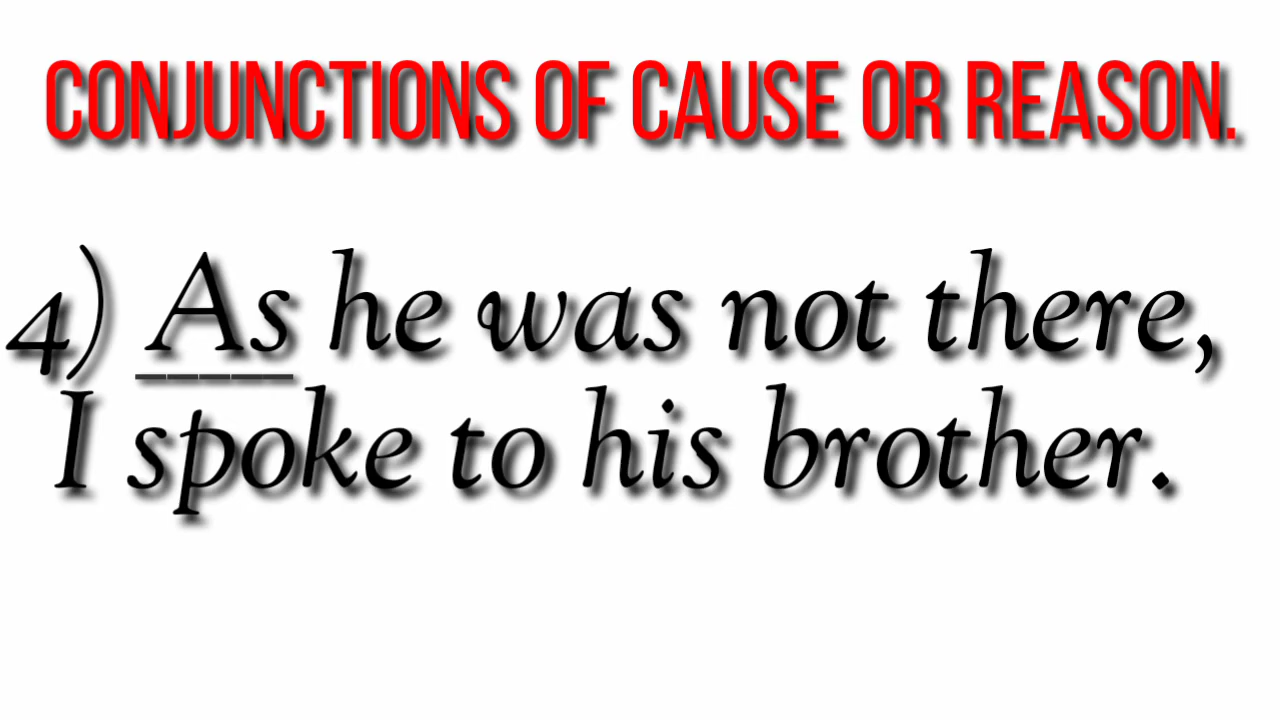 CONJUNCTIONS OF CAUSE OR REASON.
4) As he was not there,
I spoke to his brother.